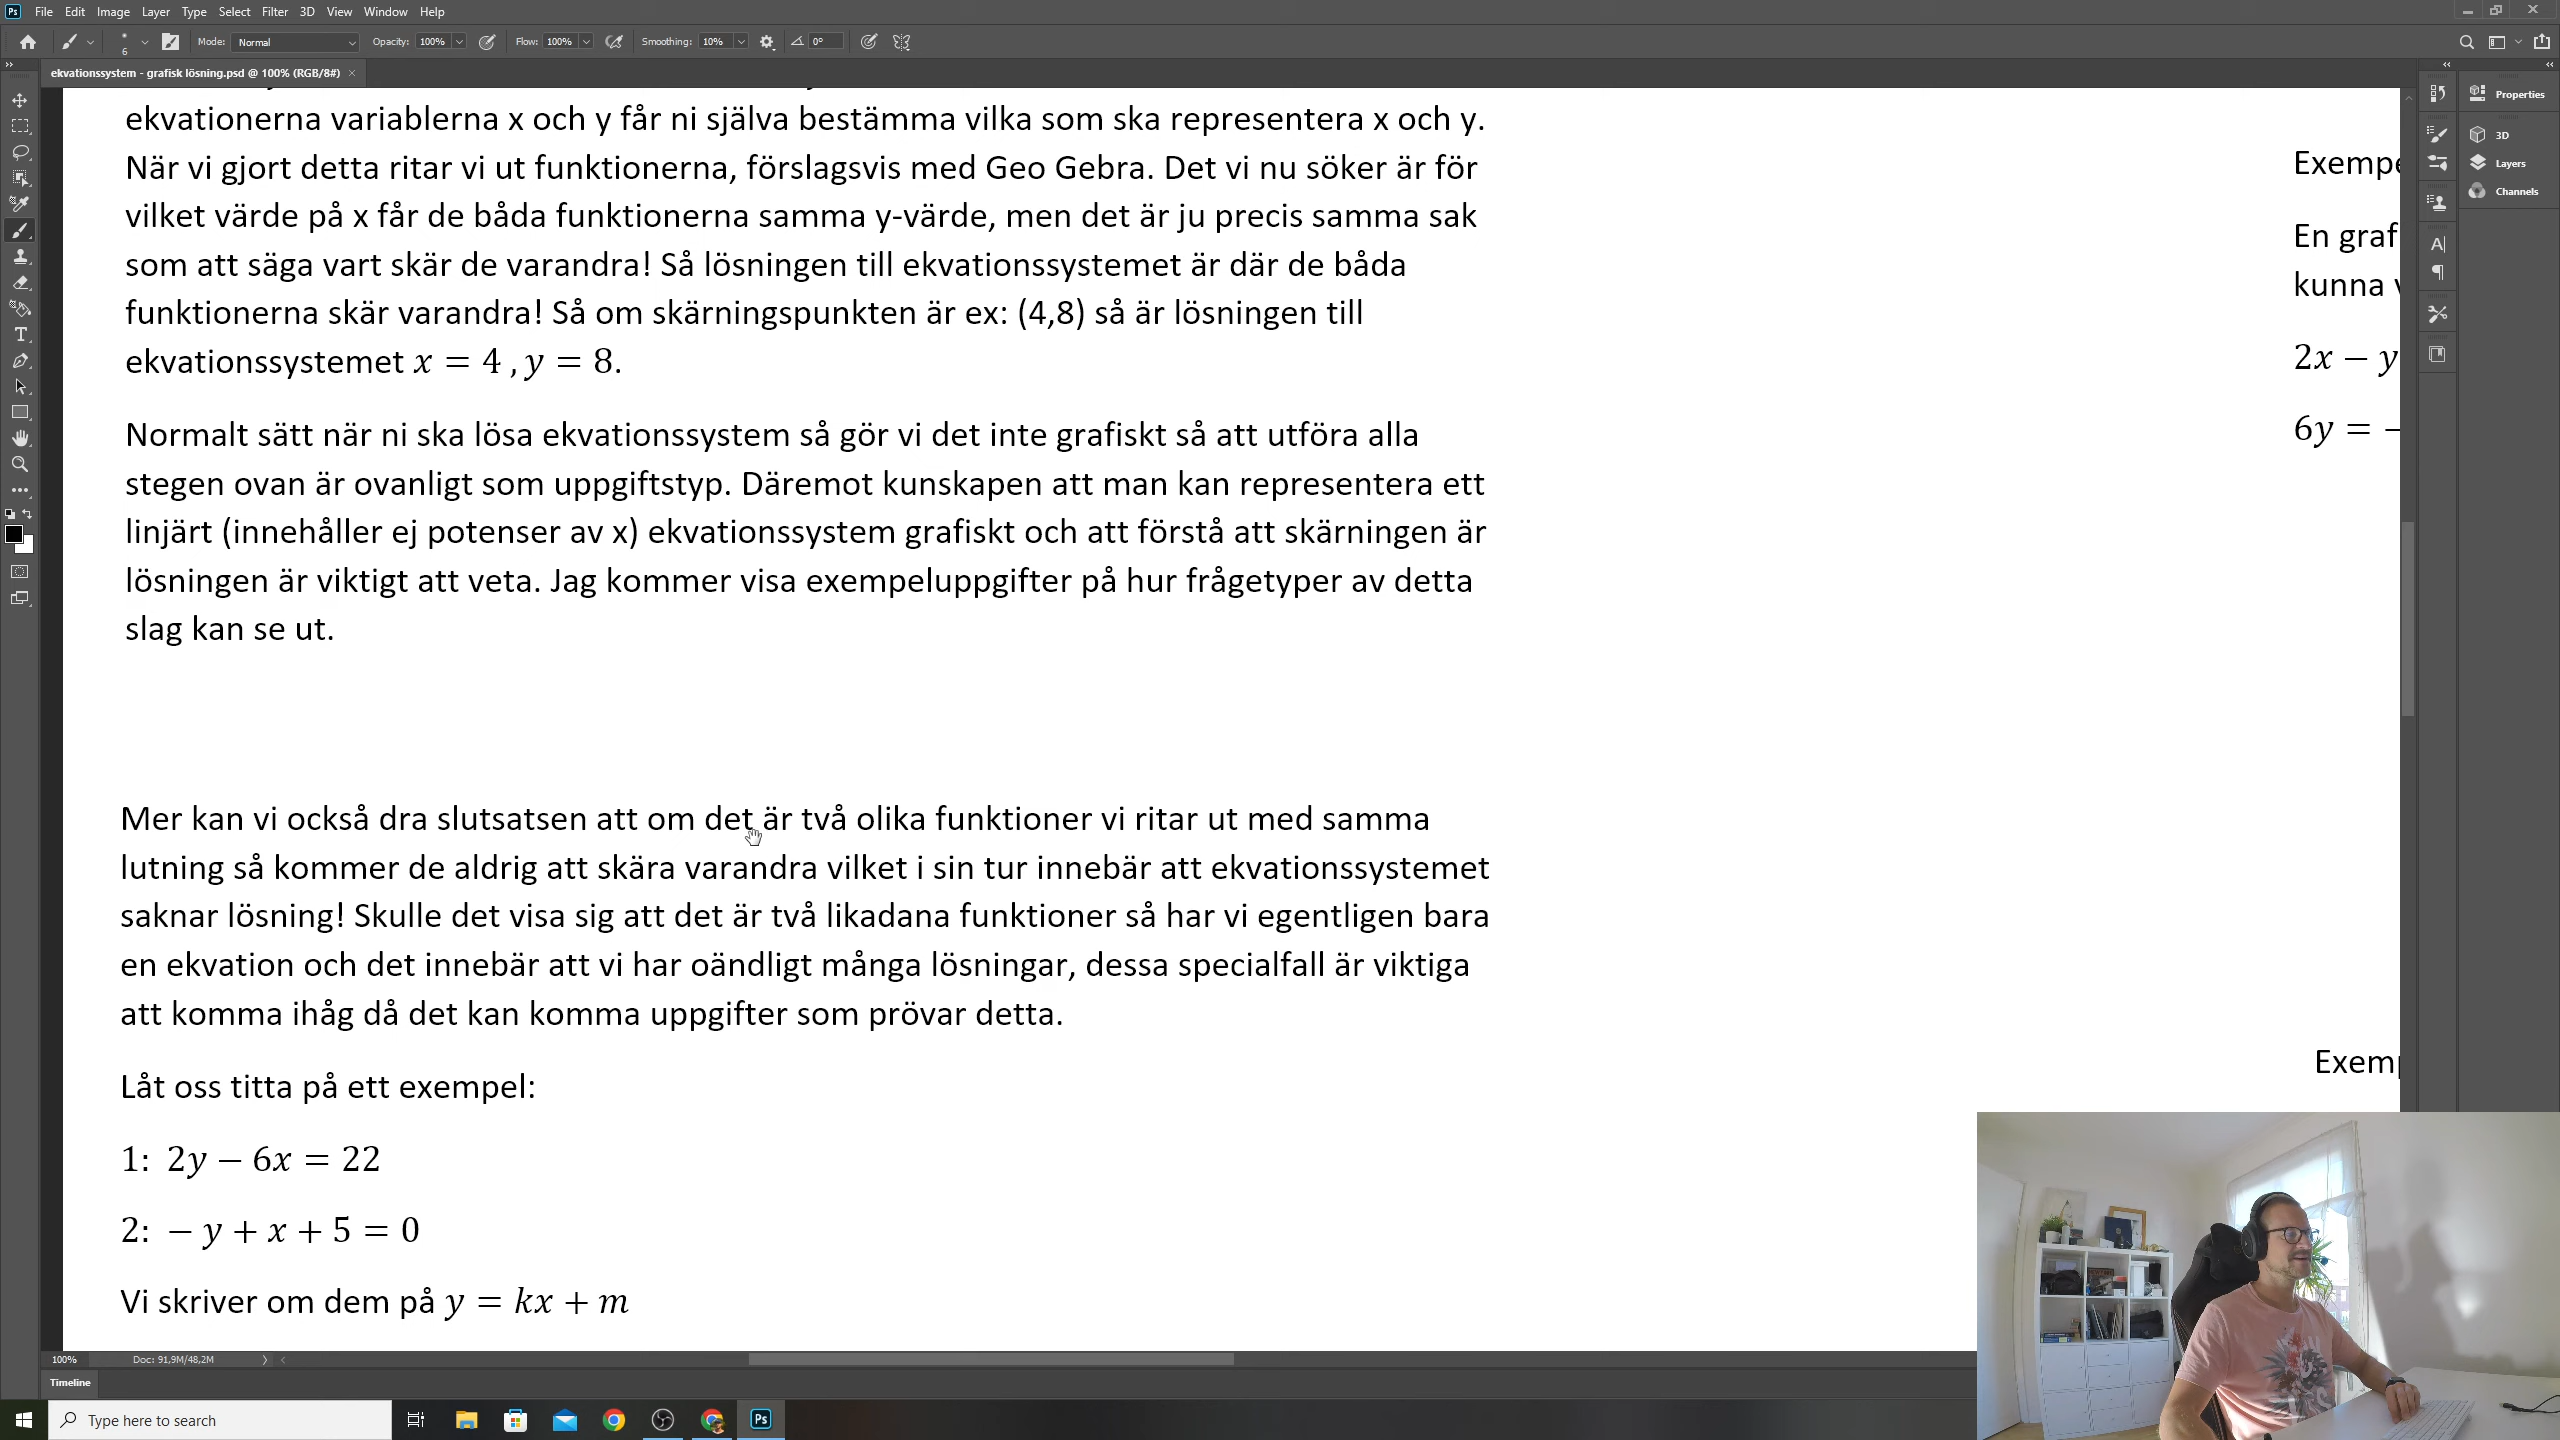 Ps File Edit Image Layer Type Select Filter 3D View Window Help
6 Mode: Normal Opacity: 100% Flow: 100% Smoothing: 10% 0°
ekvationssystem - grafisk lösning.psd @ 100% (RGB/8#) ×
ekvationerna variablerna x och y får ni själva bestämma vilka som ska representera x och y.
När vi gjort detta ritar vi ut funktionerna, förslagsvis med Geo Gebra. Det vi nu söker är för
vilket värde på x får de båda funktionerna samma y-värde, men det är ju precis samma sak
som att säga vart skär de varandra! Så lösningen till ekvationssystemet är där de båda
funktionerna skär varandra! Så om skärningspunkten är ex: (4,8) så är lösningen till
ekvationssystemet x = 4 , y = 8.
Normalt sätt när ni ska lösa ekvationssystem så gör vi det inte grafiskt så att utföra alla
stegen ovan är ovanligt som uppgiftstyp. Däremot kunskapen att man kan representera ett
linjärt (innehåller ej potenser av x) ekvationssystem grafiskt och att förstå att skärningen är
lösningen är viktigt att veta. Jag kommer visa exempeluppgifter på hur frågetyper av detta
slag kan se ut.
Mer kan vi också dra slutsatsen att om det är två olika funktioner vi ritar ut med samma
lutning så kommer de aldrig att skära varandra vilket i sin tur innebär att ekvationssystemet
saknar lösning! Skulle det visa sig att det är två likadana funktioner så har vi egentligen bara
en ekvation och det innebär att vi har oändligt många lösningar, dessa specialfall är viktiga
att komma ihåg då det kan komma uppgifter som prövar detta.
Låt oss titta på ett exempel:
1: 2y − 6x = 22
2: − y + x + 5 = 0
Vi skriver om dem på y = kx + m
Exempe
En graf
kunna
2x − y
6y = −
Exemp
Properties
3D
Layers
Channels
100% Doc: 91,9M/48,2M
Timeline
Type here to search
Ps